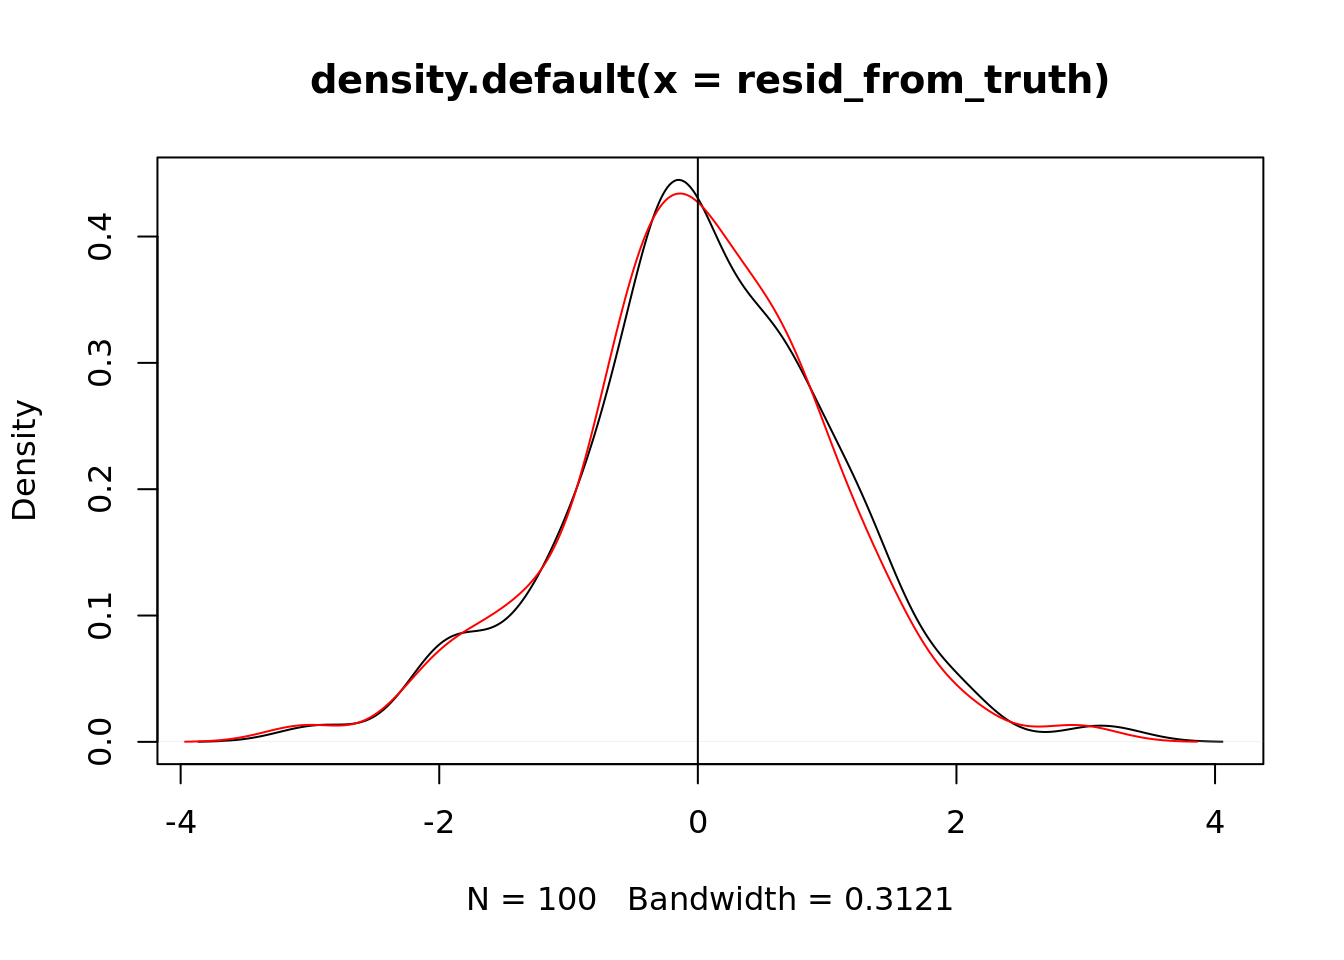 density.default(x = resid_from_truth)
Density
0.4
0.3
0.2
0.1
0.0
-4 -2 0 2 4
N = 100 Bandwidth = 0.3121